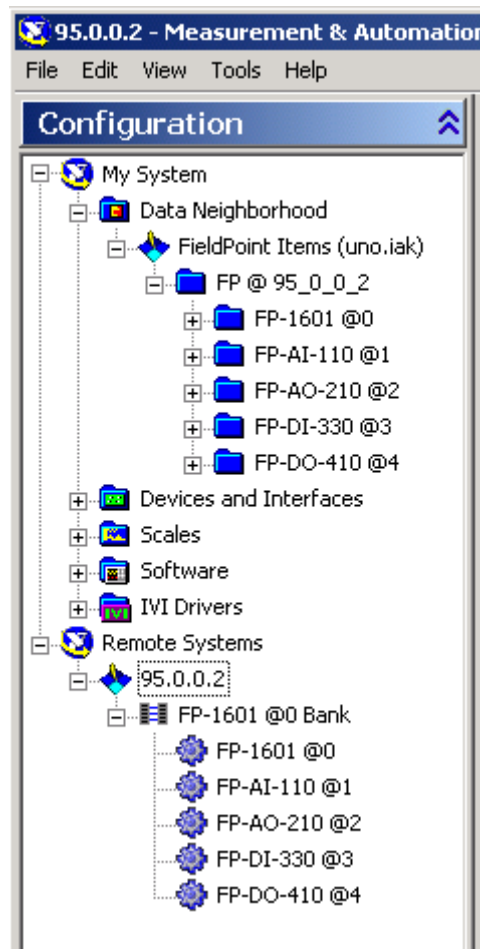 95.0.0.2 - Measurement & Automation
File Edit View Tools Help
Configuration
My System
Data Neighborhood
FieldPoint Items (uno.iak)
FP @ 95_0_0_2
FP-1601 @0
FP-AI-110 @1
FP-AO-210 @2
FP-DI-330 @3
FP-DO-410 @4
Devices and Interfaces
Scales
Software
IVI Drivers
Remote Systems
95.0.0.2
FP-1601 @0 Bank
FP-1601 @0
FP-AI-110 @1
FP-AO-210 @2
FP-DI-330 @3
FP-DO-410 @4